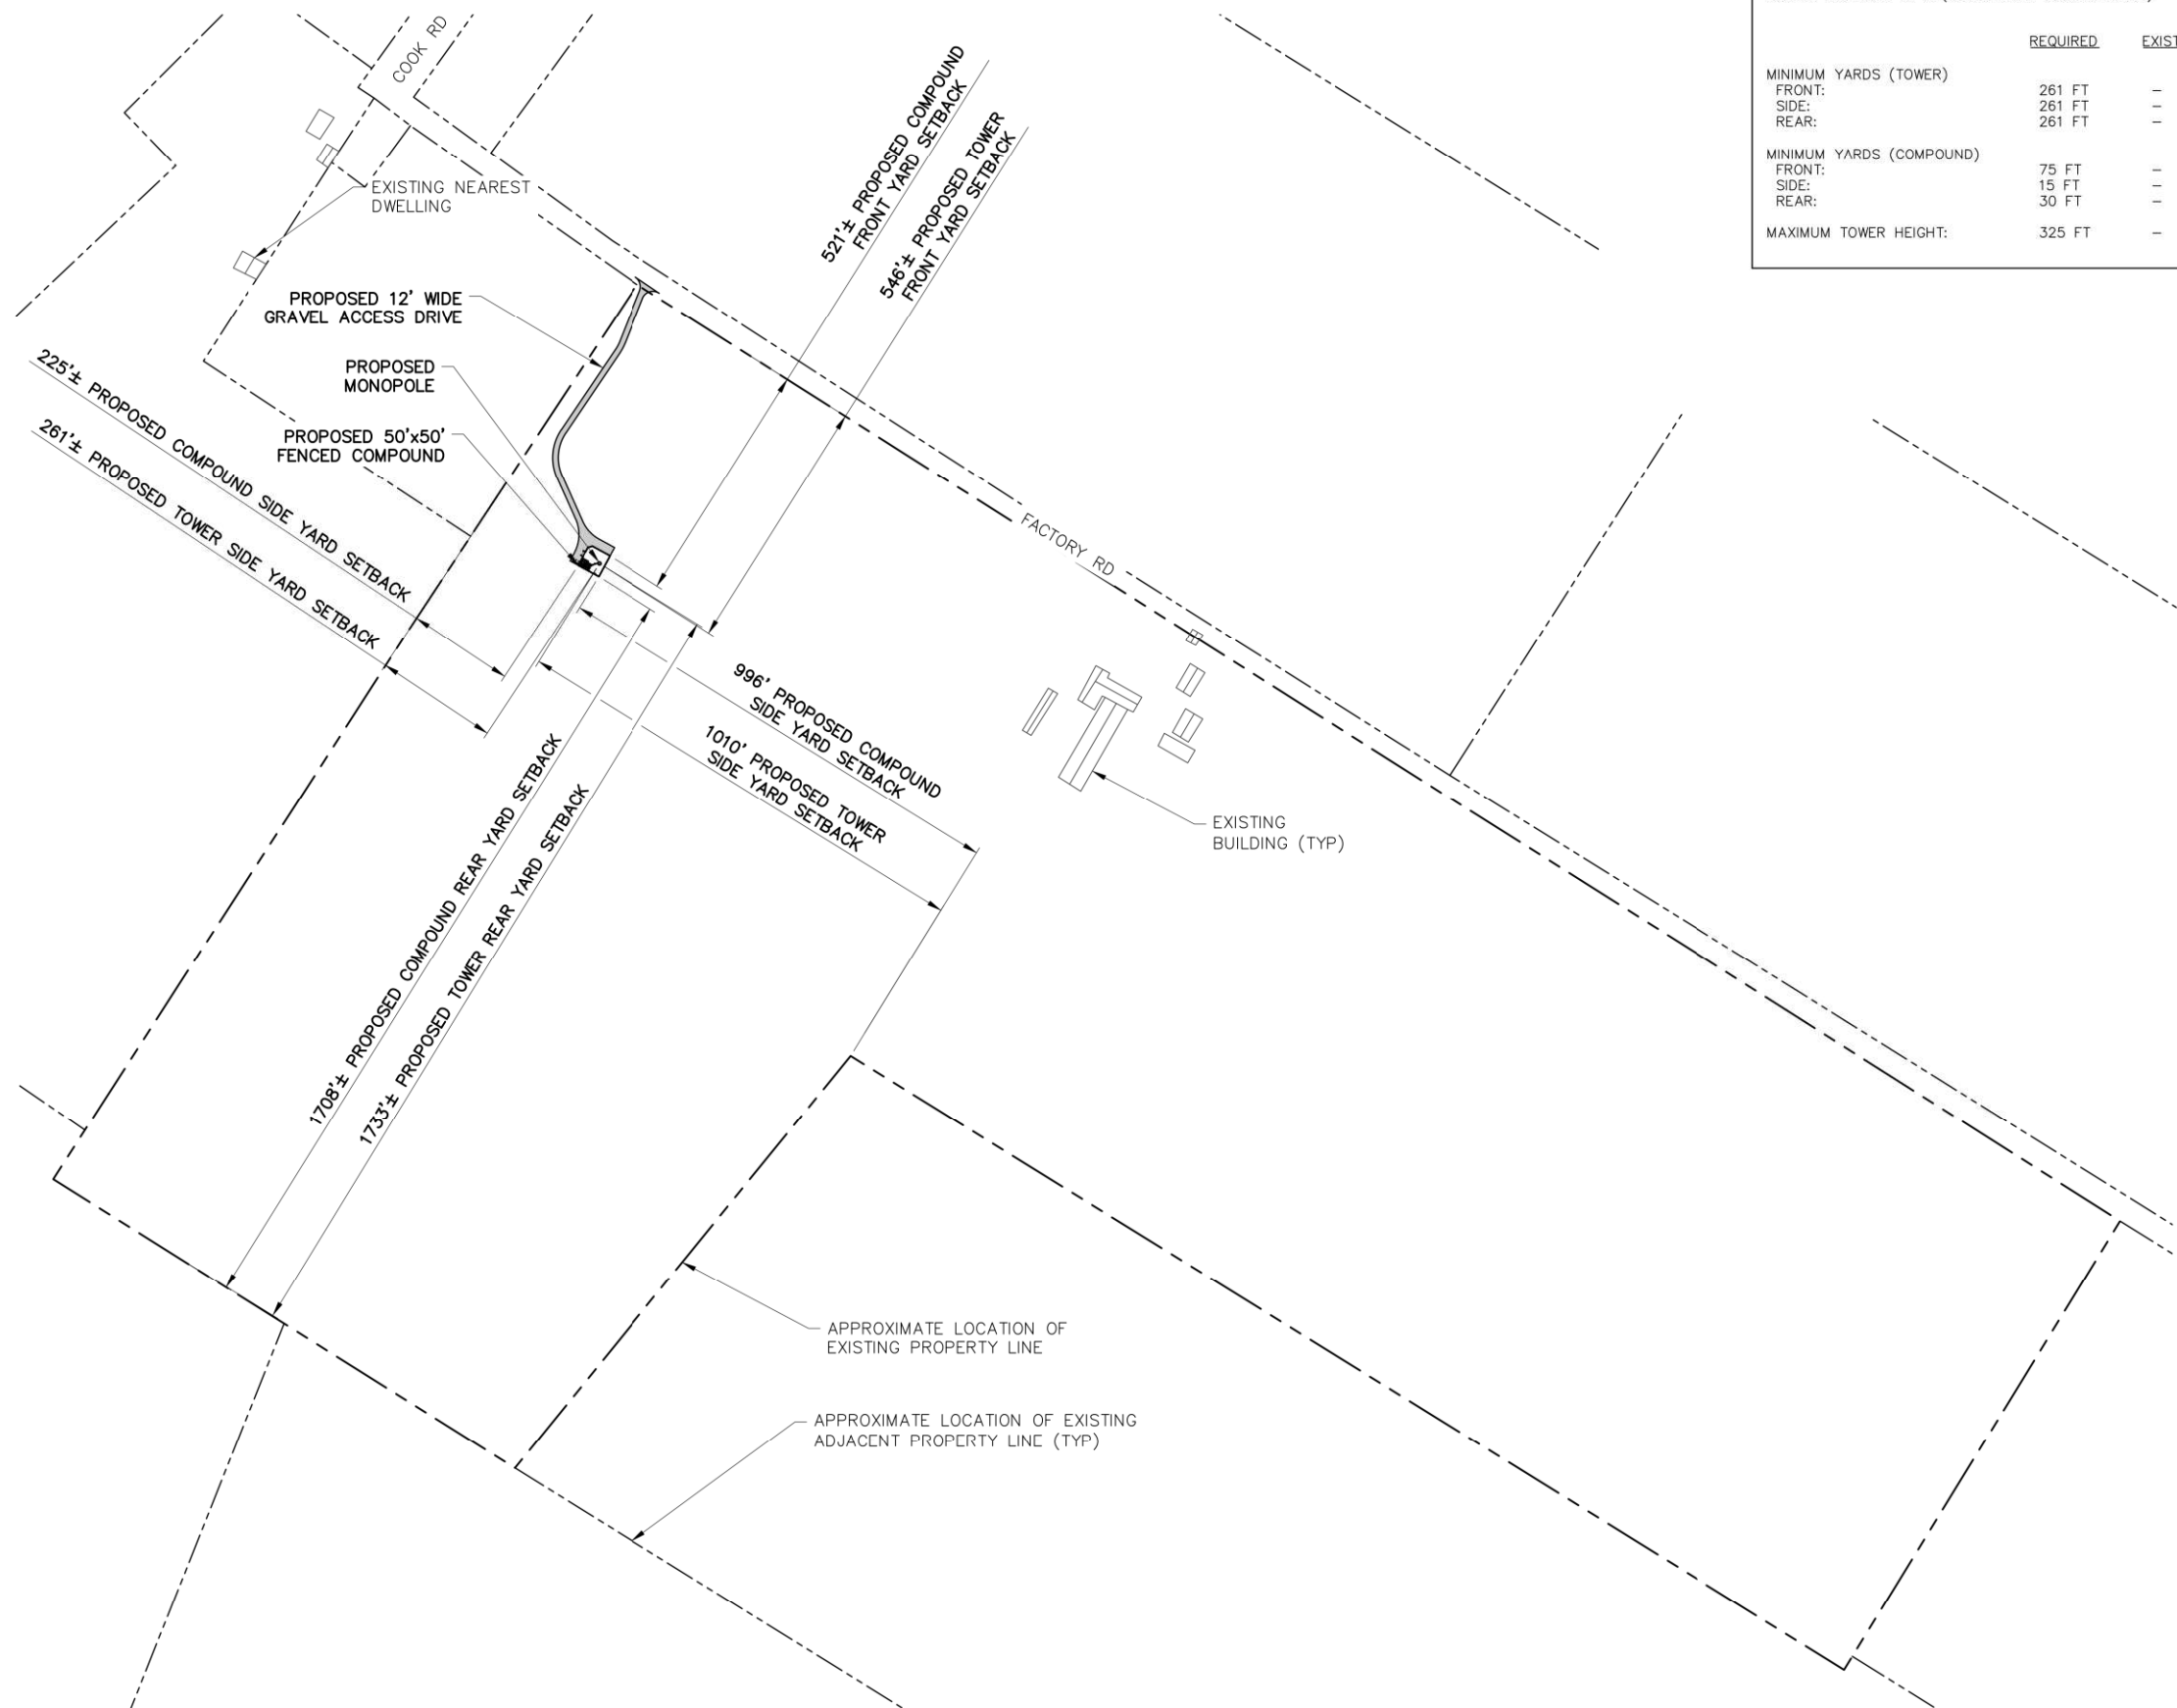 COOK RD
REQUIRED
MINIMUM YARDS (TOWER)
FRONT: 261 FT -
SIDE: 261 FT -
REAR: 261 FT -
MINIMUM YARDS (COMPOUND)
FRONT: 75 FT -
SIDE: 15 FT -
REAR: 30 FT -
MAXIMUM TOWER HEIGHT: 325 FT -
521'± PROPOSED COMPOUND
FRONT YARD SETBACK
546'± PROPOSED TOWER
FRONT YARD SETBACK
EXISTING NEAREST
DWELLING
PROPOSED 12' WIDE
GRAVEL ACCESS DRIVE
PROPOSED
MONOPOLE
PROPOSED 50'x50'
FENCED COMPOUND
225'± PROPOSED COMPOUND SIDE YARD SETBACK
261'± PROPOSED TOWER SIDE YARD SETBACK
FACTORY RD
996' PROPOSED COMPOUND
SIDE YARD SETBACK
1010' PROPOSED TOWER
SIDE YARD SETBACK
1708'± PROPOSED COMPOUND REAR YARD SETBACK
1733'± PROPOSED TOWER REAR YARD SETBACK
EXISTING
BUILDING (TYP)
APPROXIMATE LOCATION OF
EXISTING PROPERTY LINE
APPROXIMATE LOCATION OF EXISTING
ADJACENT PROPERTY LINE (TYP)